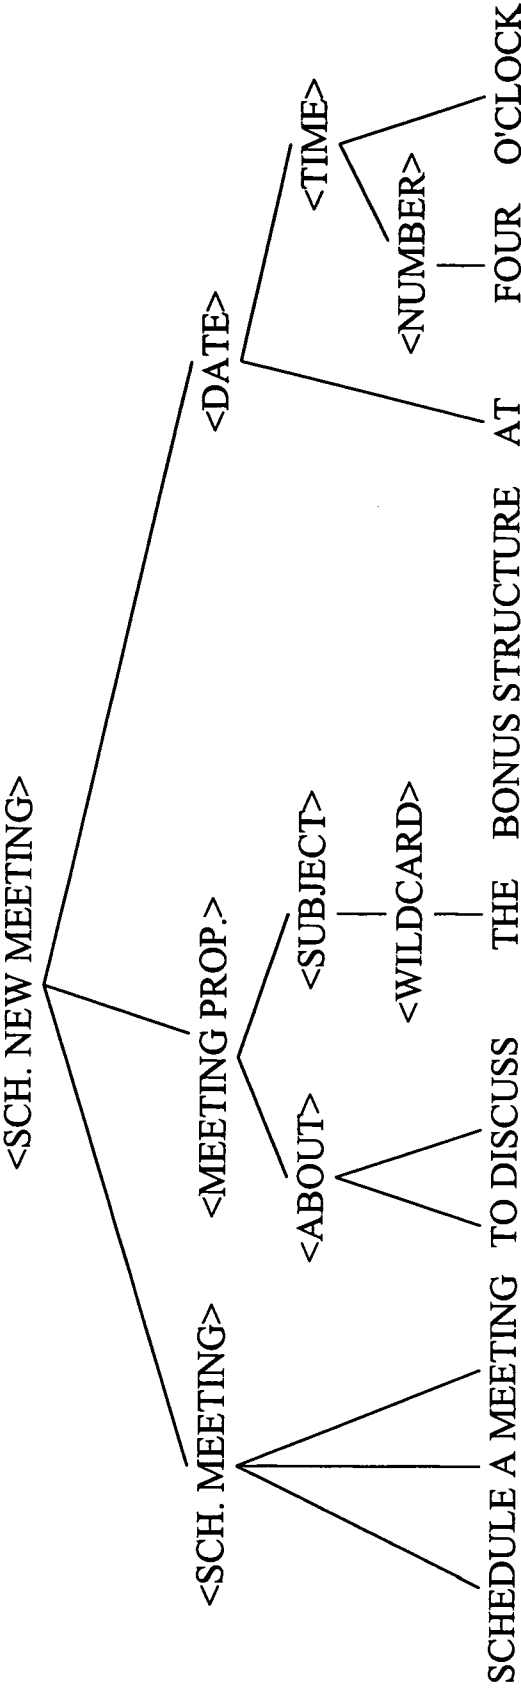 <SCH. NEW MEETING>
<SCH. MEETING> <MEETING PROP.> <DATE>
<ABOUT> <SUBJECT> <TIME>
<WILDCARD> <NUMBER>
SCHEDULE A MEETING TO DISCUSS THE BONUS STRUCTURE AT FOUR O'CLOCK